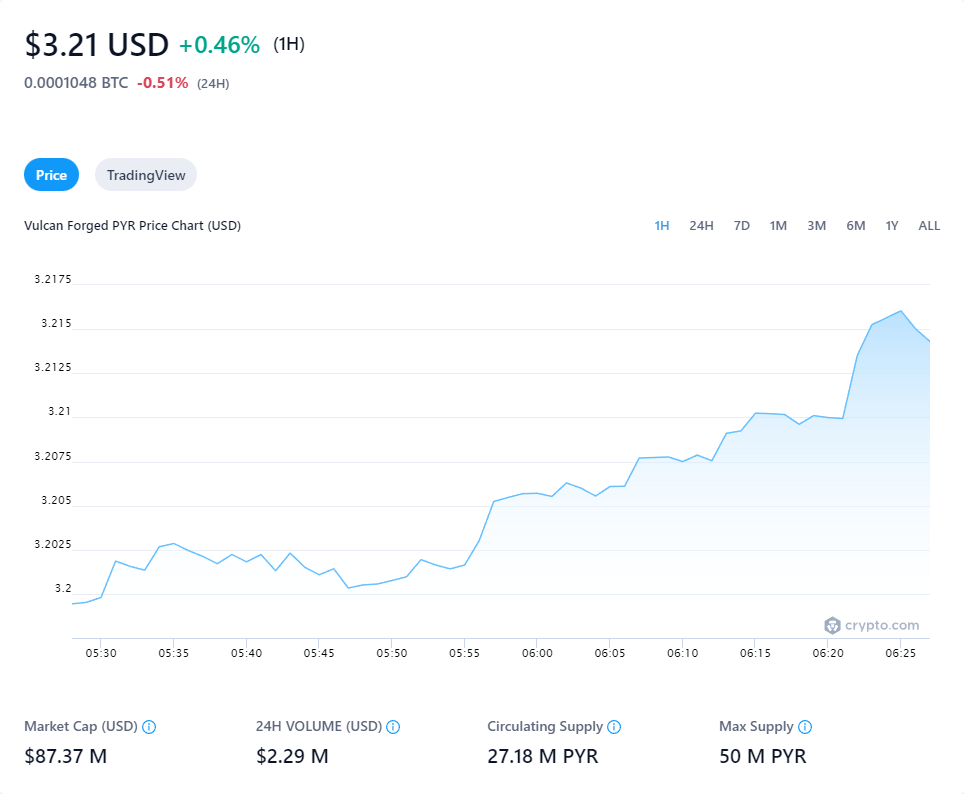 $3.21 USD +0.46% (1H)
0.0001048 BTC -0.51% (24H)
Price TradingView
Vulcan Forged PYR Price Chart (USD) 1H 24H 7D 1M 3M 6M 1Y ALL
3.2175
3.215
3.2125
3.21
3.2075
3.205
3.2025
3.2
crypto.com
05:30 05:35 05:40 05:45 05:50 05:55 06:00 06:05 06:10 06:15 06:20 06:25
Market Cap (USD) 24H VOLUME (USD) Circulating Supply Max Supply
$87.37 M $2.29 M 27.18 M PYR 50 M PYR